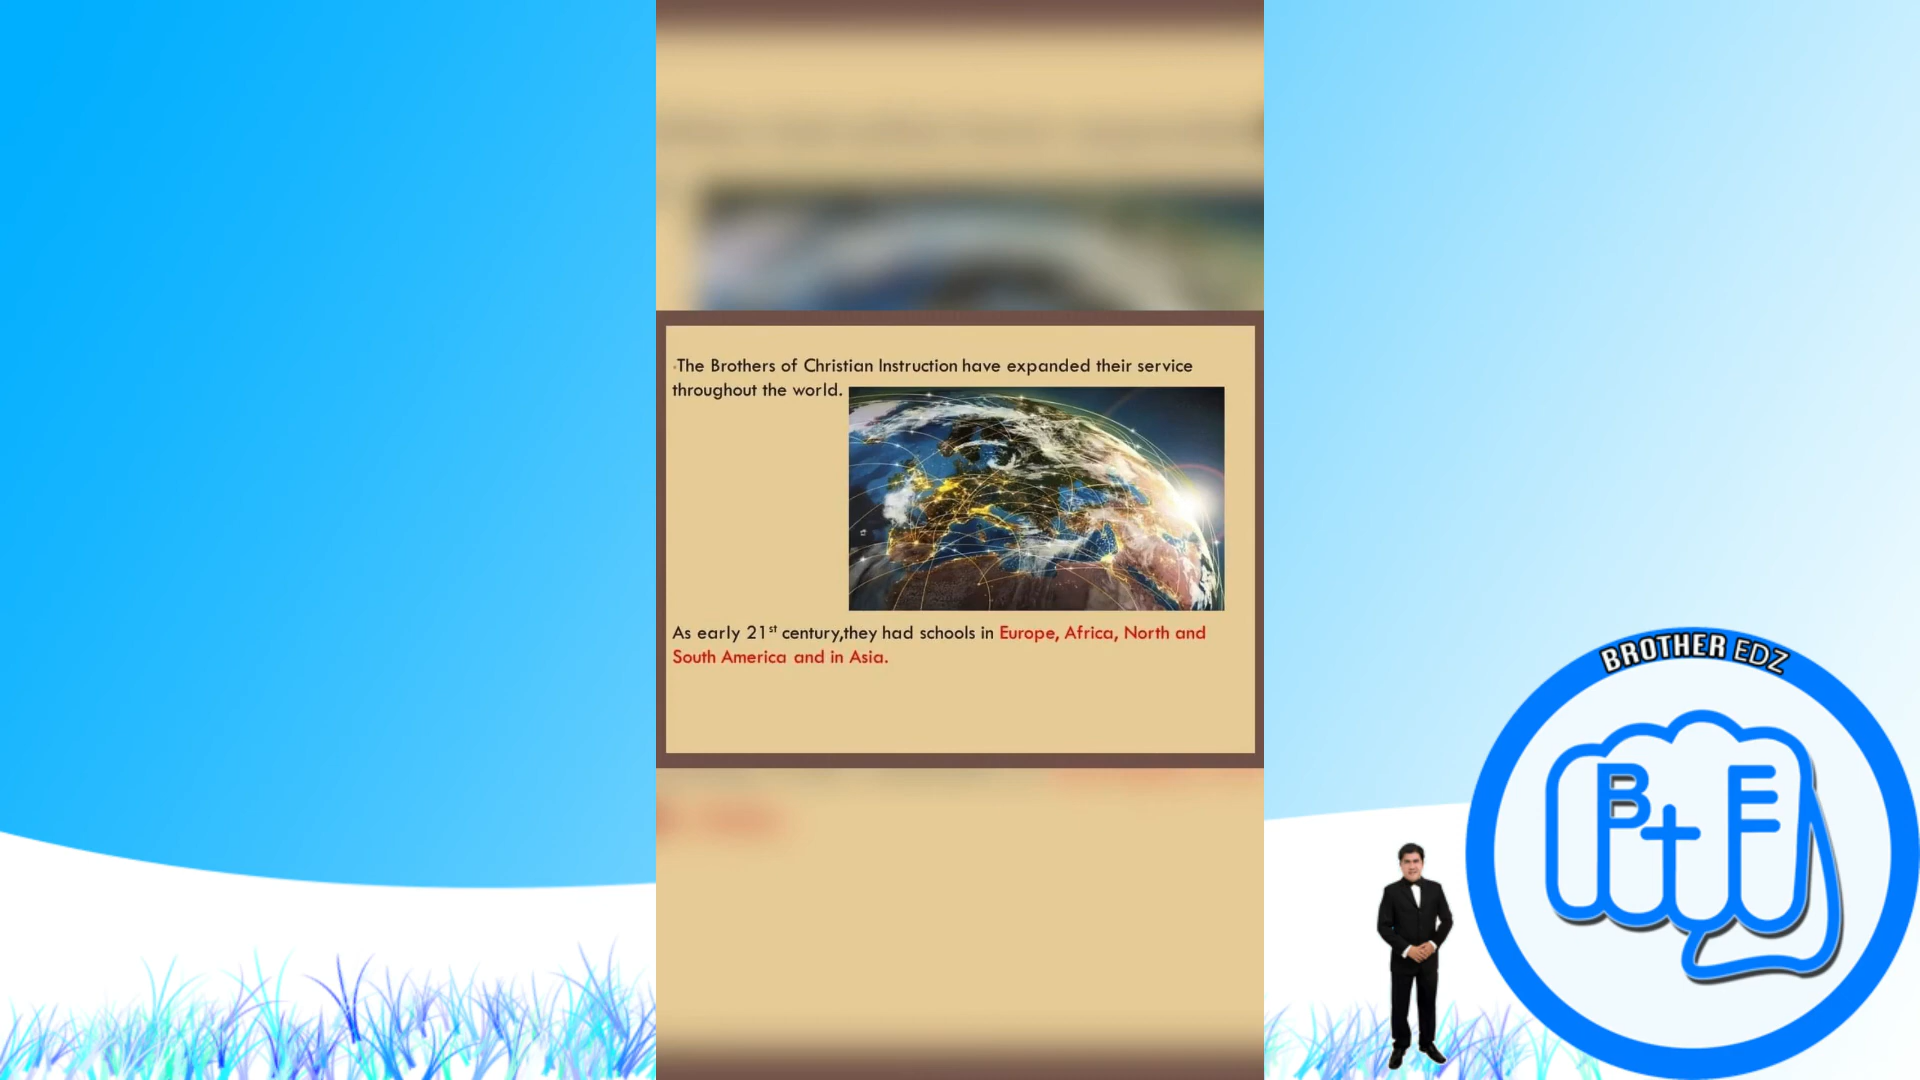 ·The Brothers of Christian Instruction have expanded their service
throughout the world.
As early 21st century,they had schools in Europe, Africa, North and
South America and in Asia.
BROTHER EDZ
B+E